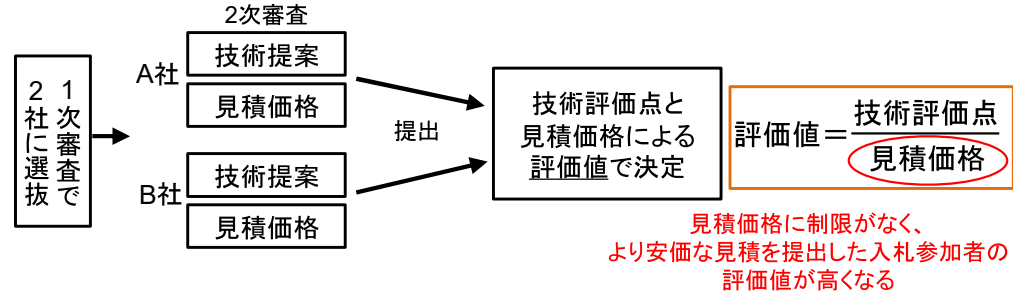 1次審査で
2社に選抜
2次審査
A社
技術提案
見積価格
B社
技術提案
見積価格
提出
技術評価点と
見積価格による
評価値で決定
評価値＝技術評価点
見積価格
見積価格に制限がなく、
より安価な見積を提出した入札参加者の
評価値が高くなる